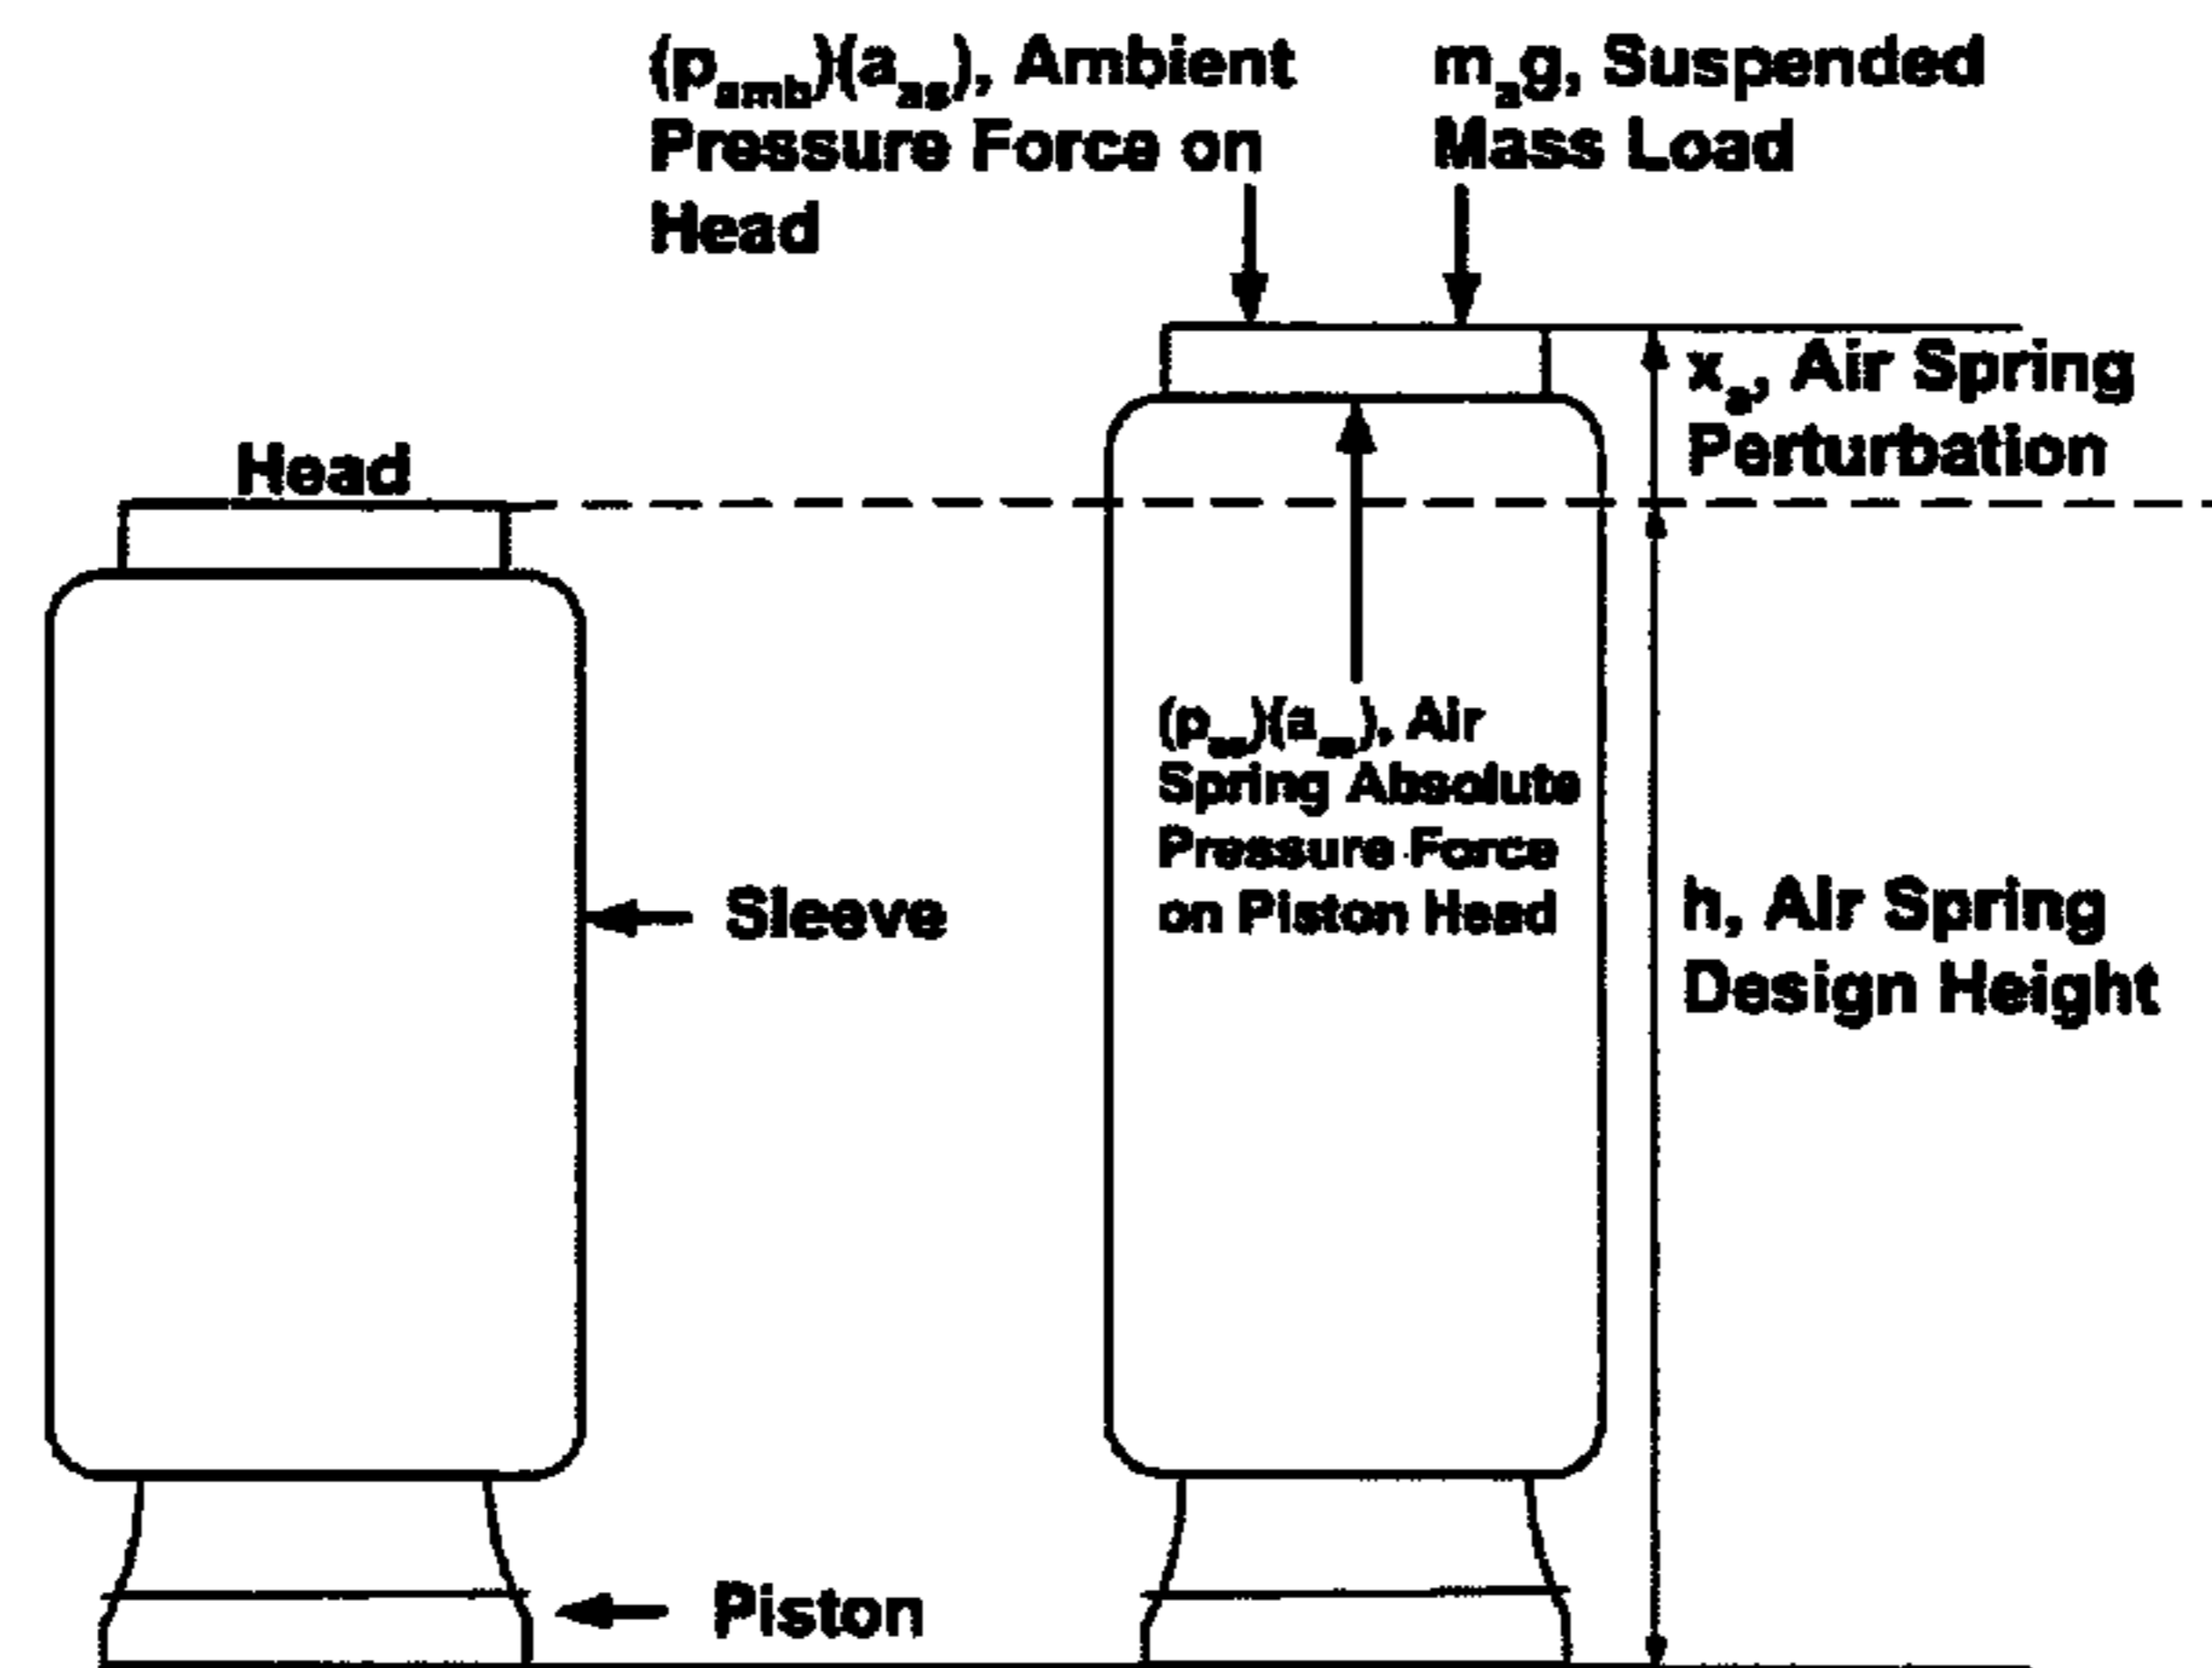 (p_amb)(a_as), Ambient
Pressure Force on
Head
m_ag, Suspended
Mass Load
x_a, Air Spring
Perturbation
Head
(p_as)(a_as), Air
Spring Absolute
Pressure Force
on Piston Head
Sleeve
h, Air Spring
Design Height
Piston